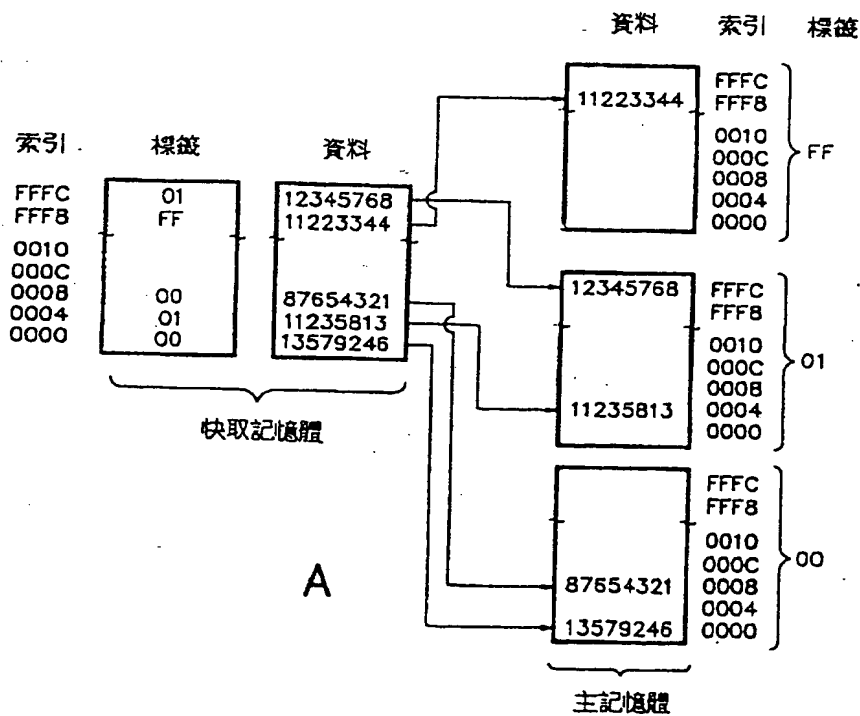 資料 索引 標籤
11223344
FFFC
FFF8
0010
000C
0008
0004
0000
FF
索引 標籤 資料
FFFC 01 12345768
FFF8 FF 11223344
0010
000C
0008 00 87654321
0004 01 11235813
0000 00 13579246
快取記憶體
12345768 FFFC
FFF8
0010
000C
0008
11235813 0004
0000
01
FFFC
FFF8
0010
000C
87654321 0008
0004
13579246 0000
00
A
主記憶體